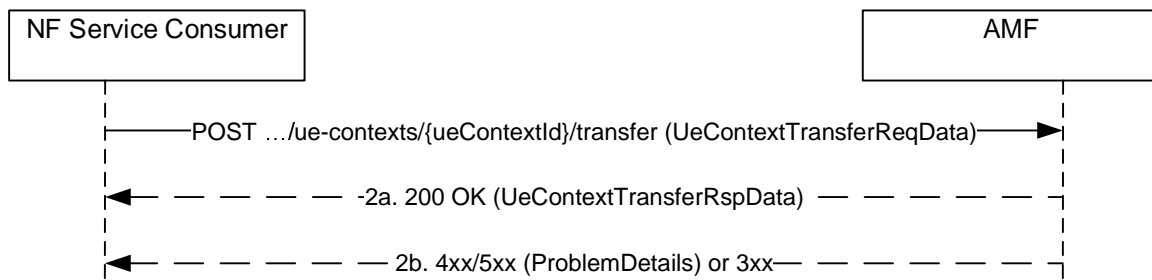 NF Service Consumer
AMF
POST …/ue-contexts/{ueContextId}/transfer (UeContextTransferReqData)
2a. 200 OK (UeContextTransferRspData)
2b. 4xx/5xx (ProblemDetails) or 3xx